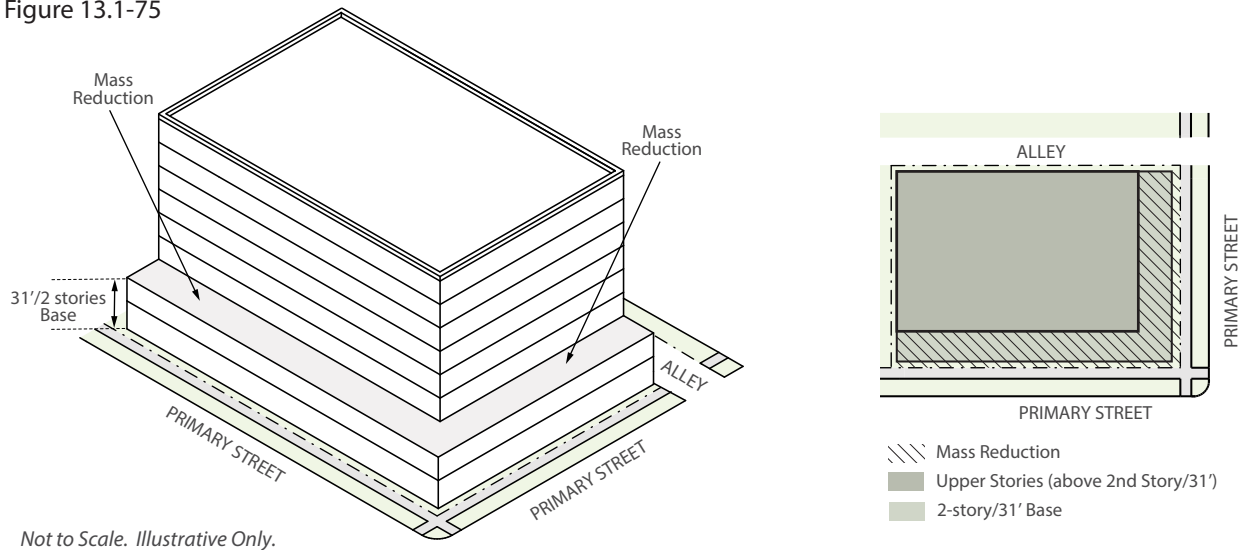 Figure 13.1-75
Mass
Reduction
Mass
Reduction
31'/2 stories
Base
ALLEY
PRIMARY STREET
PRIMARY STREET
Not to Scale. Illustrative Only.
ALLEY
PRIMARY STREET
PRIMARY STREET
Mass Reduction
Upper Stories (above 2nd Story/31')
2-story/31' Base